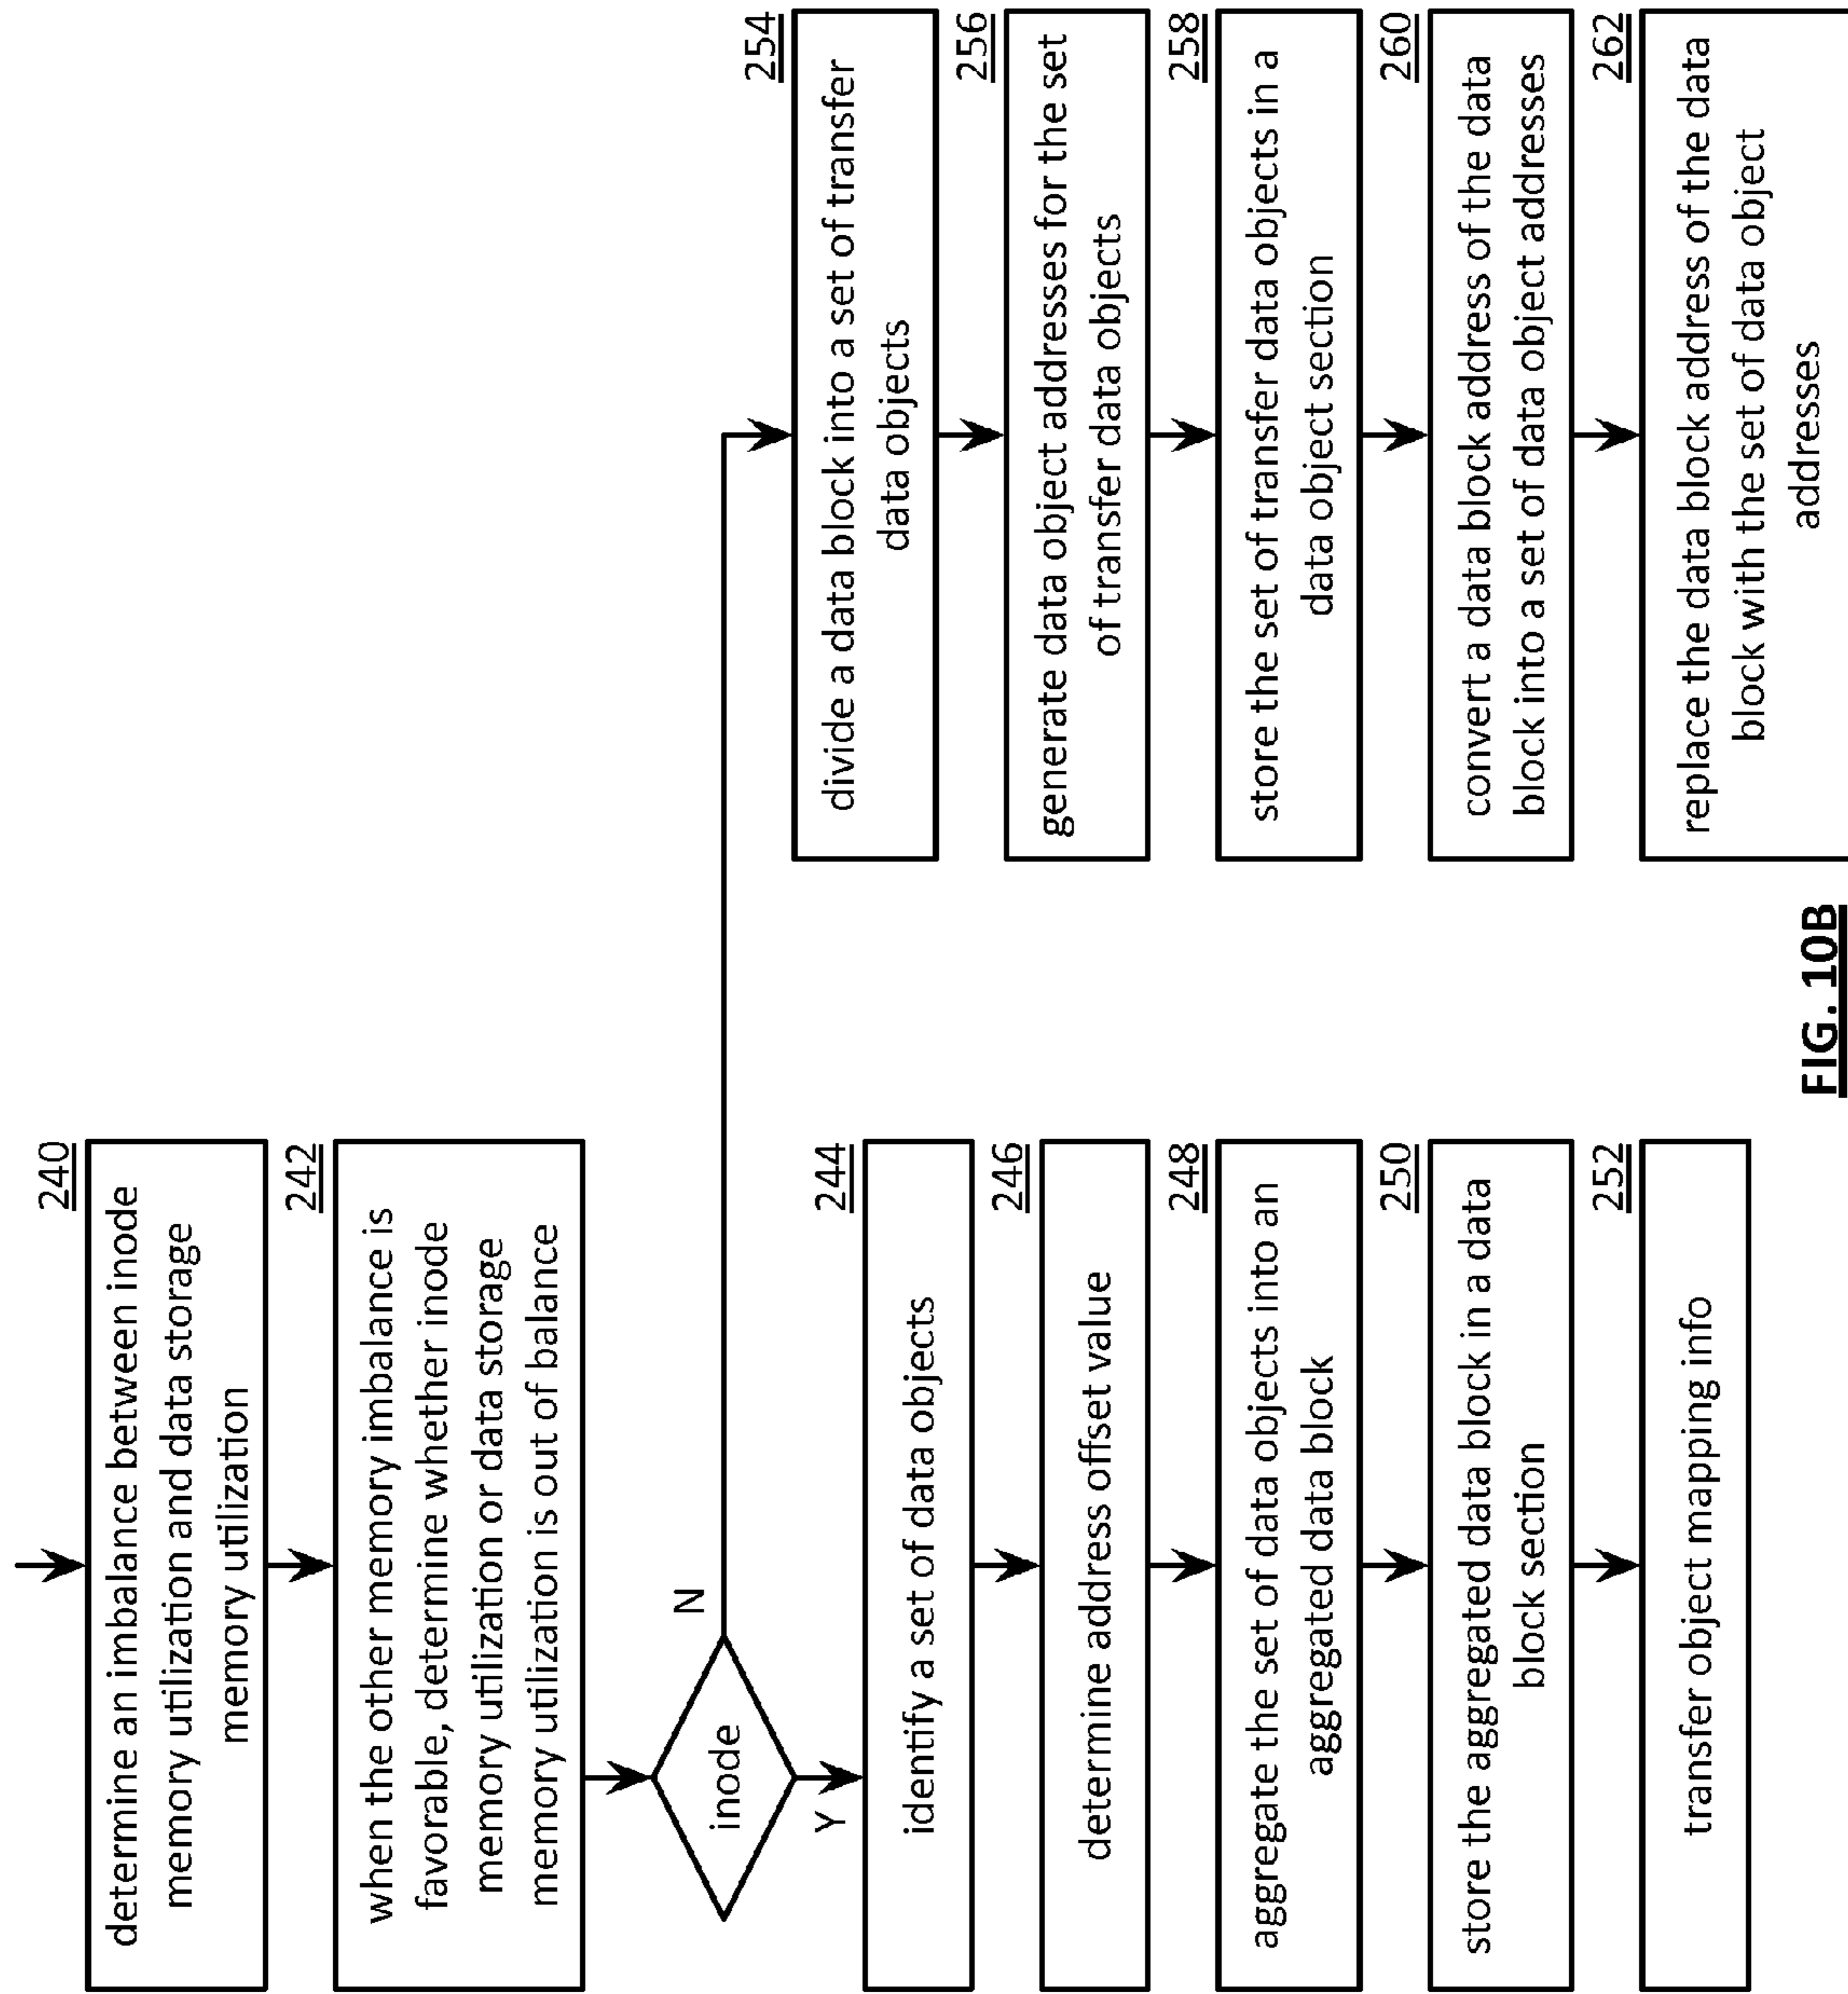 240
determine an imbalance between inode
memory utilization and data storage
memory utilization
242
when the other memory imbalance is
favorable, determine whether inode
memory utilization or data storage
memory utilization is out of balance
inode
N
Y
244
identify a set of data objects
246
determine address offset value
248
aggregate the set of data objects into an
aggregated data block
250
store the aggregated data block in a data
block section
252
transfer object mapping info
254
divide a data block into a set of transfer
data objects
256
generate data object addresses for the set
of transfer data objects
258
store the set of transfer data objects in a
data object section
260
convert a data block address of the data
block into a set of data object addresses
262
replace the data block address of the data
block with the set of data object
addresses
FIG. 10B